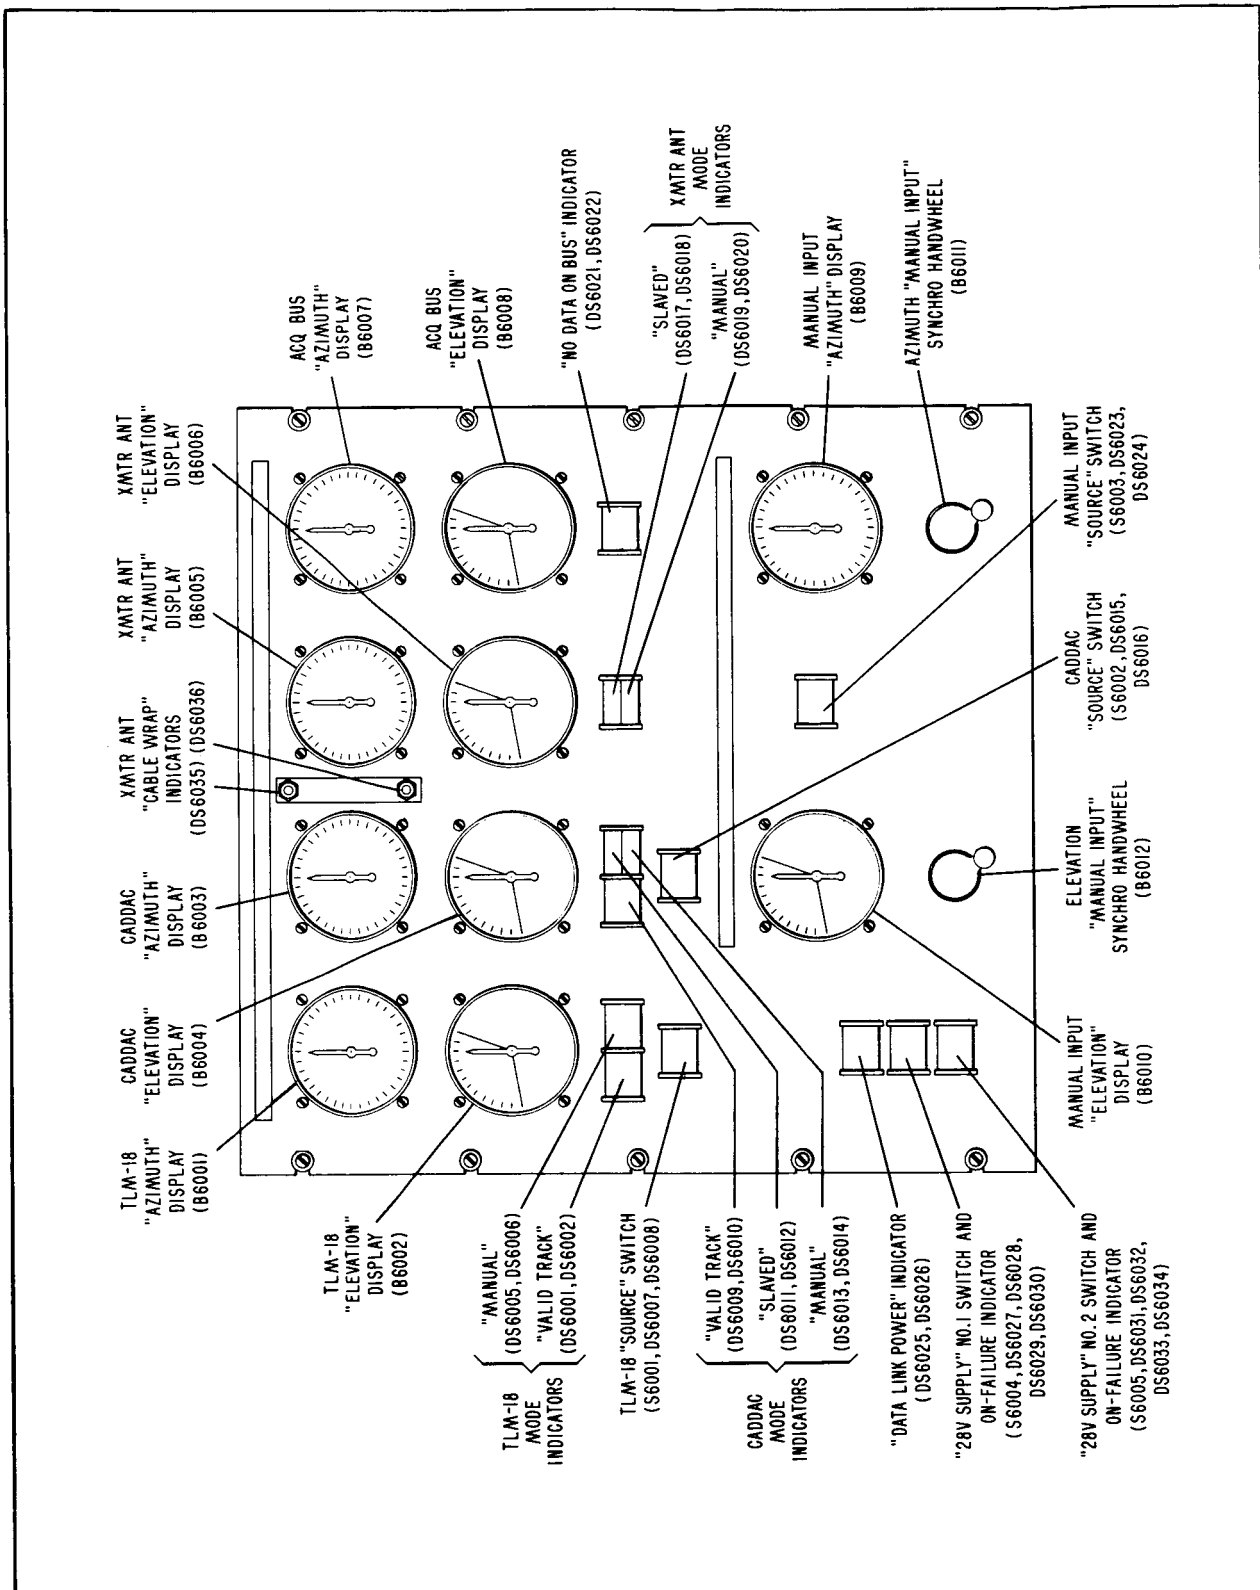 TLM-18
"AZIMUTH"
DISPLAY
(B6001)
CADDAC
"ELEVATION"
DISPLAY
(B6004)
CADDAC
"AZIMUTH"
DISPLAY
(B6003)
XMTR ANT
"CABLE WRAP"
INDICATORS
(DS6035) (DS6036)
XMTR ANT
"AZIMUTH"
DISPLAY
(B6005)
XMTR ANT
"ELEVATION"
DISPLAY
(B6006)
ACQ BUS
"AZIMUTH"
DISPLAY
(B6007)
ACQ BUS
"ELEVATION"
DISPLAY
(B6008)
"NO DATA ON BUS" INDICATOR
(DS6021, DS6022)
"SLAVED"
(DS6017, DS6018)
"MANUAL"
(DS6019, DS6020)
XMTR ANT
MODE
INDICATORS
MANUAL INPUT
"AZIMUTH" DISPLAY
(B6009)
AZIMUTH "MANUAL INPUT"
SYNCHRO HANDWHEEL
(B6011)
TLM-18
"ELEVATION"
DISPLAY
(B6002)
TLM-18
MODE
INDICATORS
"MANUAL"
(DS6005, DS6006)
"VALID TRACK"
(DS6001, DS6002)
TLM-18 "SOURCE" SWITCH
(S6001, DS6007, DS6008)
CADDAC
MODE
INDICATORS
"VALID TRACK"
(DS6009, DS6010)
"SLAVED"
(DS6011, DS6012)
"MANUAL"
(DS6013, DS6014)
"DATA LINK POWER" INDICATOR
(DS6025, DS6026)
"28V SUPPLY" NO.1 SWITCH AND
ON-FAILURE INDICATOR
(S6004, DS6027, DS6028,
DS6029, DS6030)
"28V SUPPLY" NO.2 SWITCH AND
ON-FAILURE INDICATOR
(S6005, DS6031, DS6032,
DS6033, DS6034)
MANUAL INPUT
"ELEVATION"
DISPLAY
(B6010)
ELEVATION
"MANUAL INPUT"
SYNCHRO HANDWHEEL
(B6012)
CADDAC
"SOURCE" SWITCH
(S6002, DS6015,
DS6016)
MANUAL INPUT
"SOURCE" SWITCH
(S6003, DS6023,
DS6024)